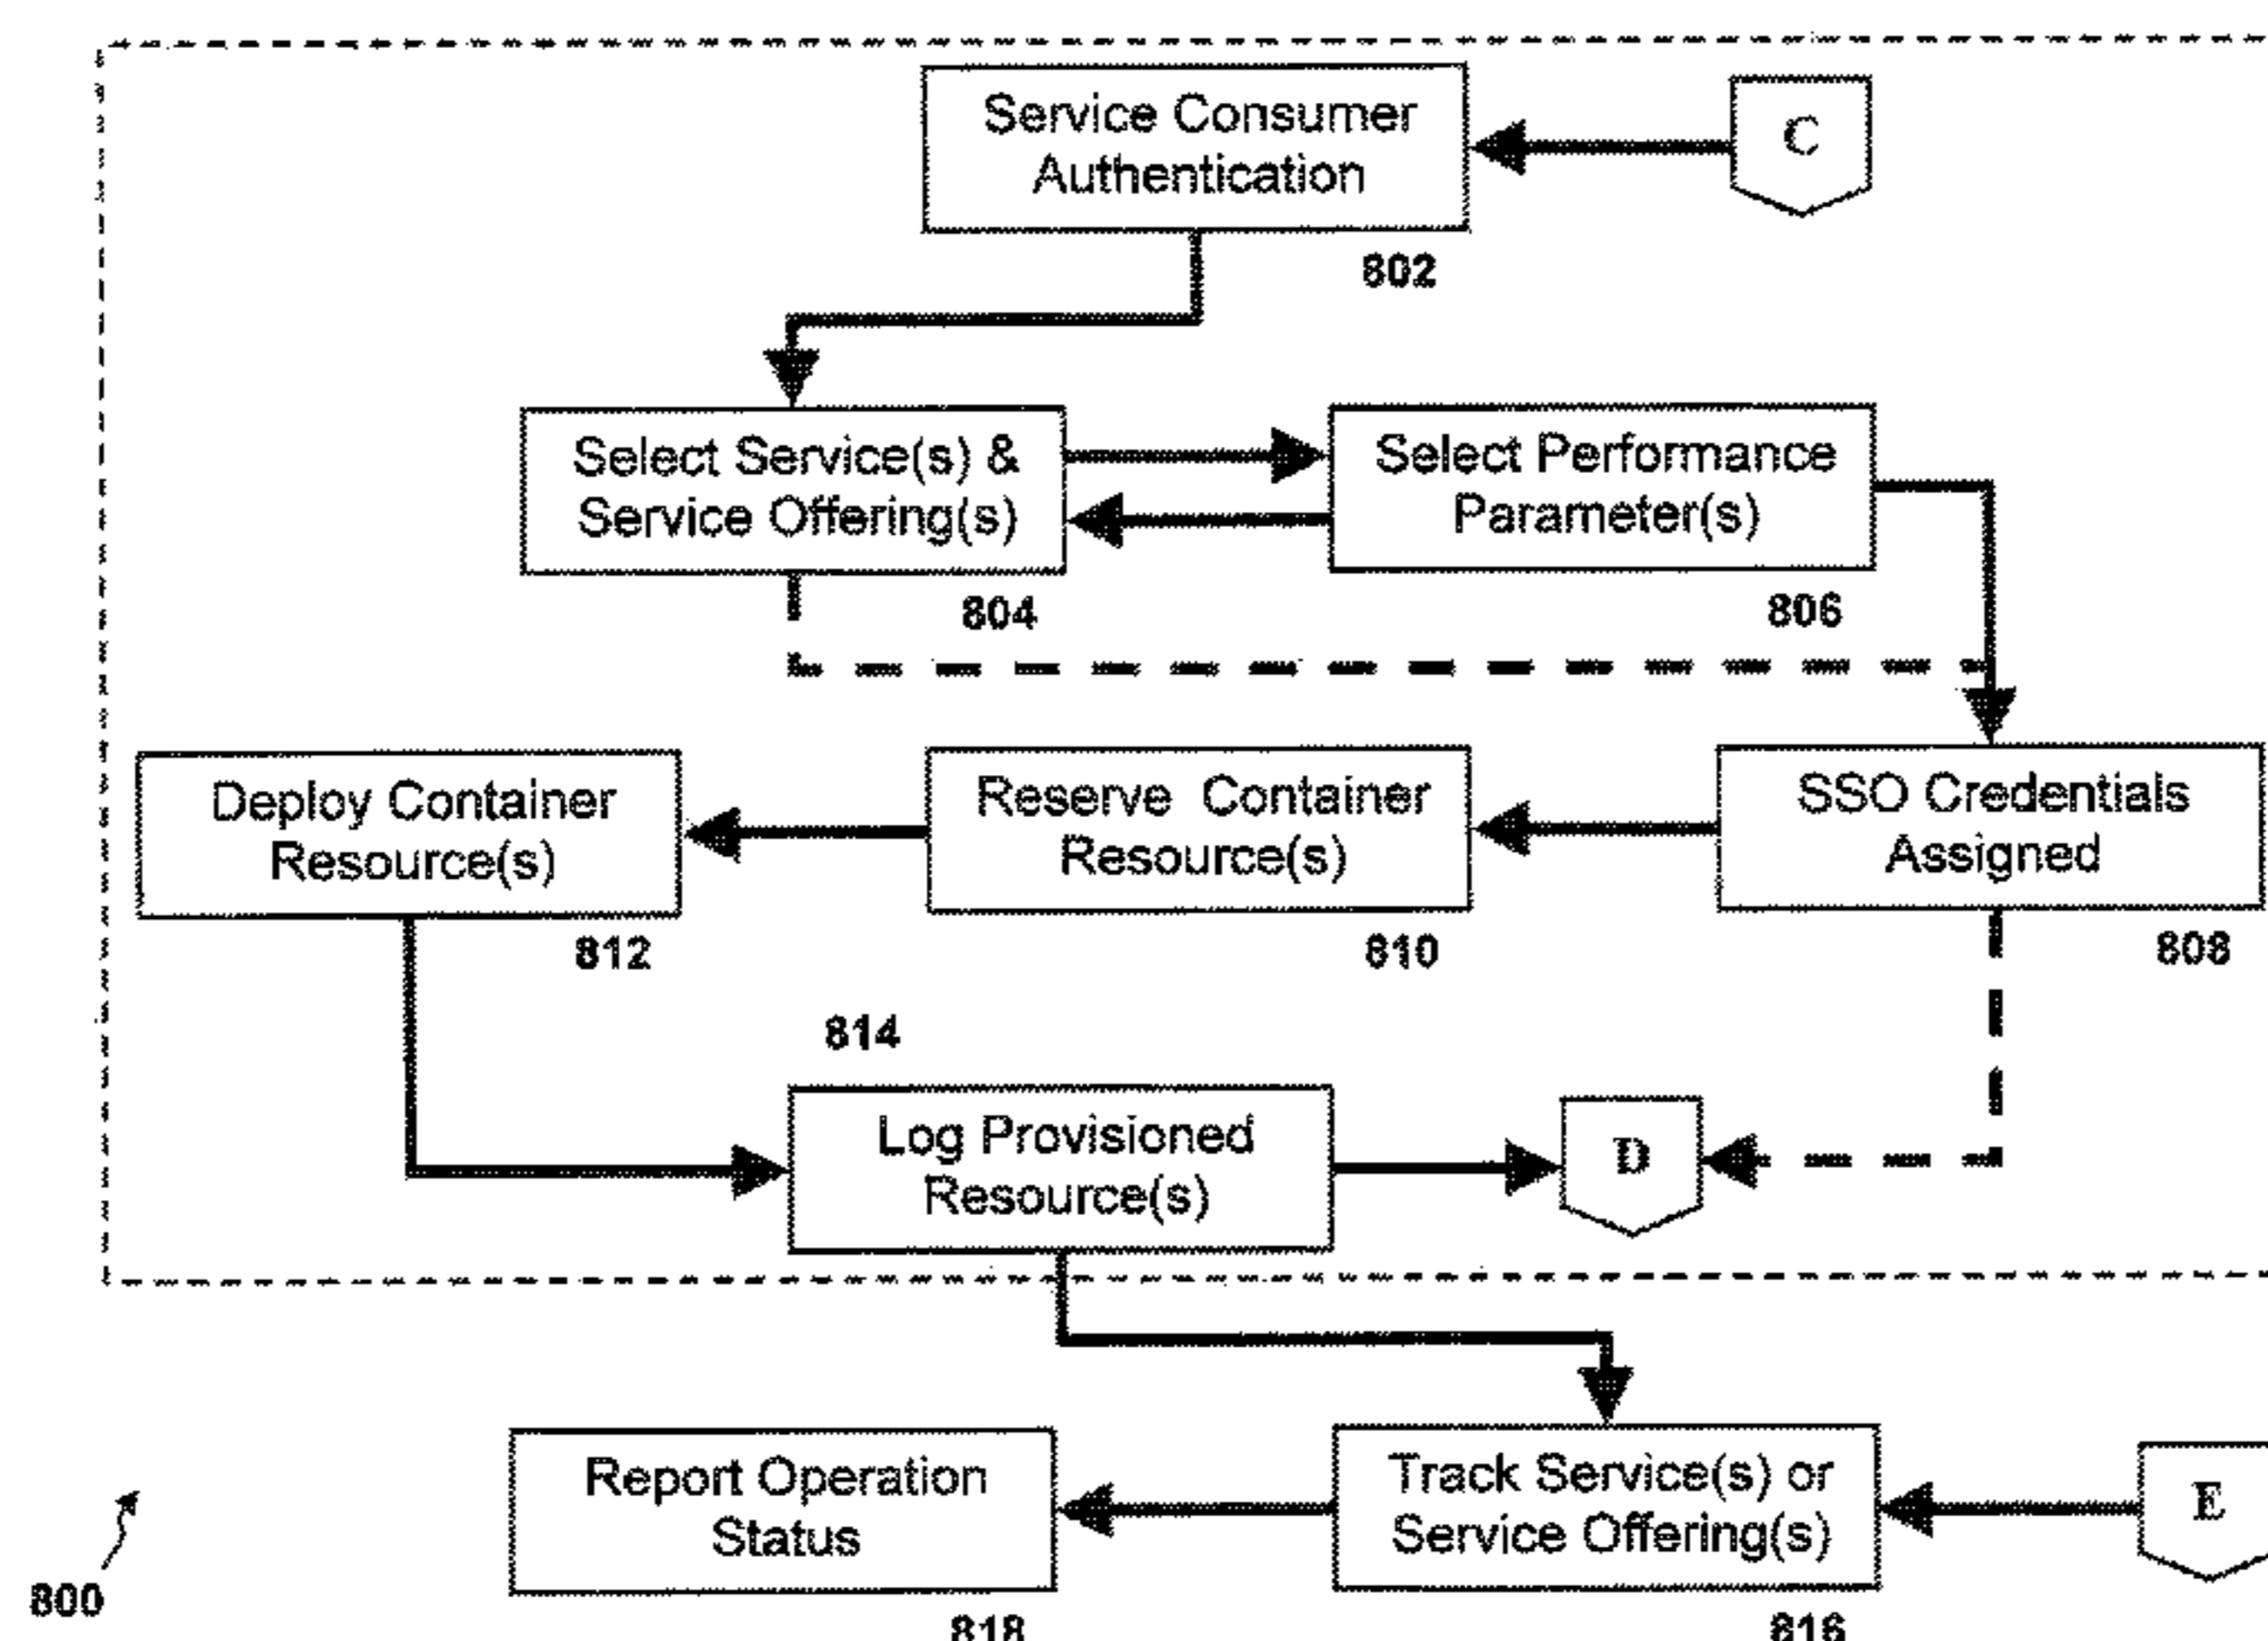 Service Consumer
Authentication
C
802
Select Service(s) &
Service Offering(s)
804
Select Performance
Parameter(s)
806
Deploy Container
Resource(s)
812
Reserve Container
Resource(s)
810
SSO Credentials
Assigned
808
814
Log Provisioned
Resource(s)
D
Report Operation
Status
818
Track Service(s) or
Service Offering(s)
816
E
800